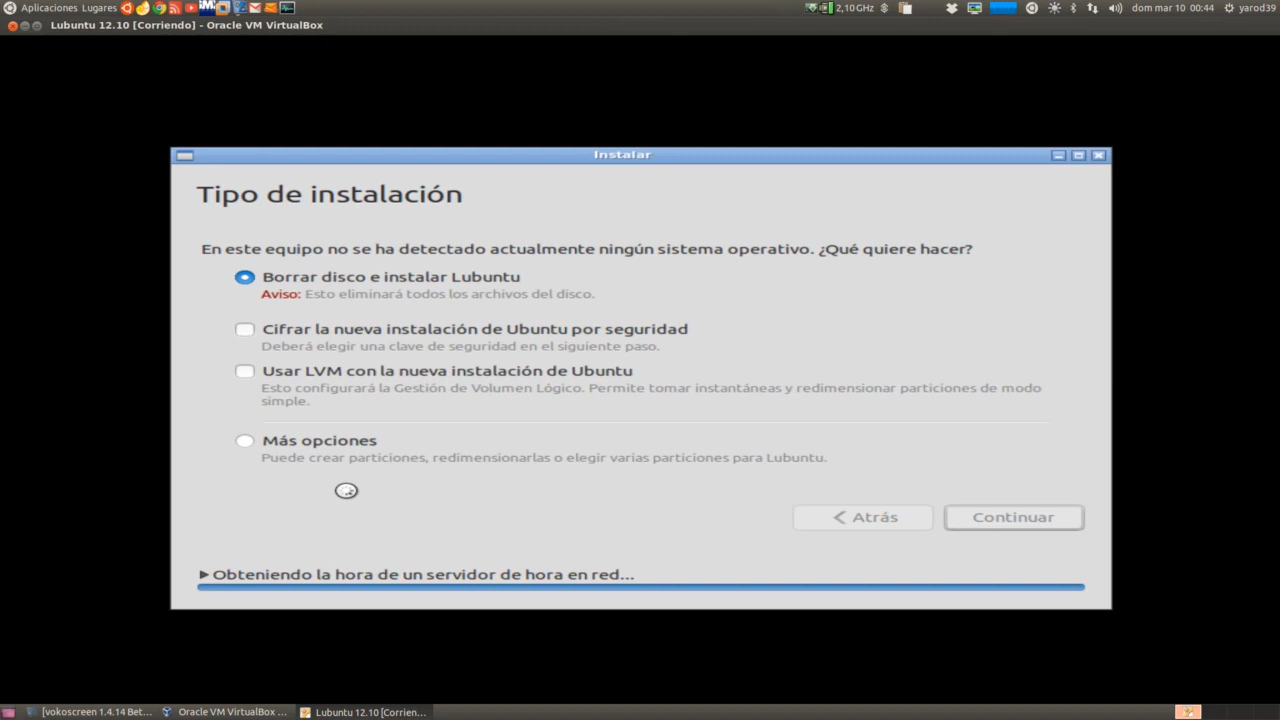 Aplicaciones Lugares
2,10 GHz
dom mar 10 00:44
yarod39
Lubuntu 12.10 [Corriendo] - Oracle VM VirtualBox
Instalar
Tipo de instalación
En este equipo no se ha detectado actualmente ningún sistema operativo. ¿Qué quiere hacer?
Borrar disco e instalar Lubuntu
Aviso: Esto eliminará todos los archivos del disco.
Cifrar la nueva instalación de Ubuntu por seguridad
Deberá elegir una clave de seguridad en el siguiente paso.
Usar LVM con la nueva instalación de Ubuntu
Esto configurará la Gestión de Volumen Lógico. Permite tomar instantáneas y redimensionar particiones de modo
simple.
Más opciones
Puede crear particiones, redimensionarlas o elegir varias particiones para Lubuntu.
Atrás
Continuar
Obteniendo la hora de un servidor de hora en red...
[vokoscreen 1.4.14 Bet...
Oracle VM VirtualBox ...
Lubuntu 12.10 [Corrien...